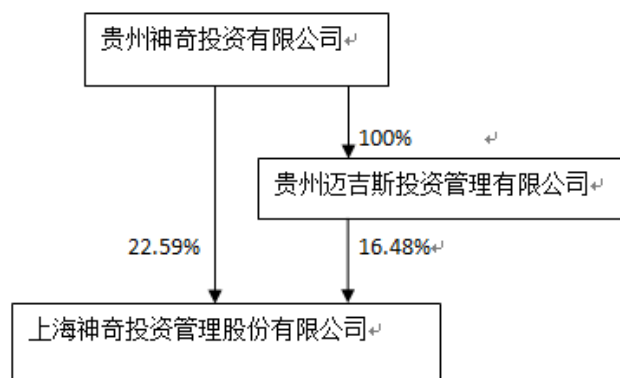 贵州神奇投资有限公司
100%
贵州迈吉斯投资管理有限公司
22.59%
16.48%
上海神奇投资管理股份有限公司